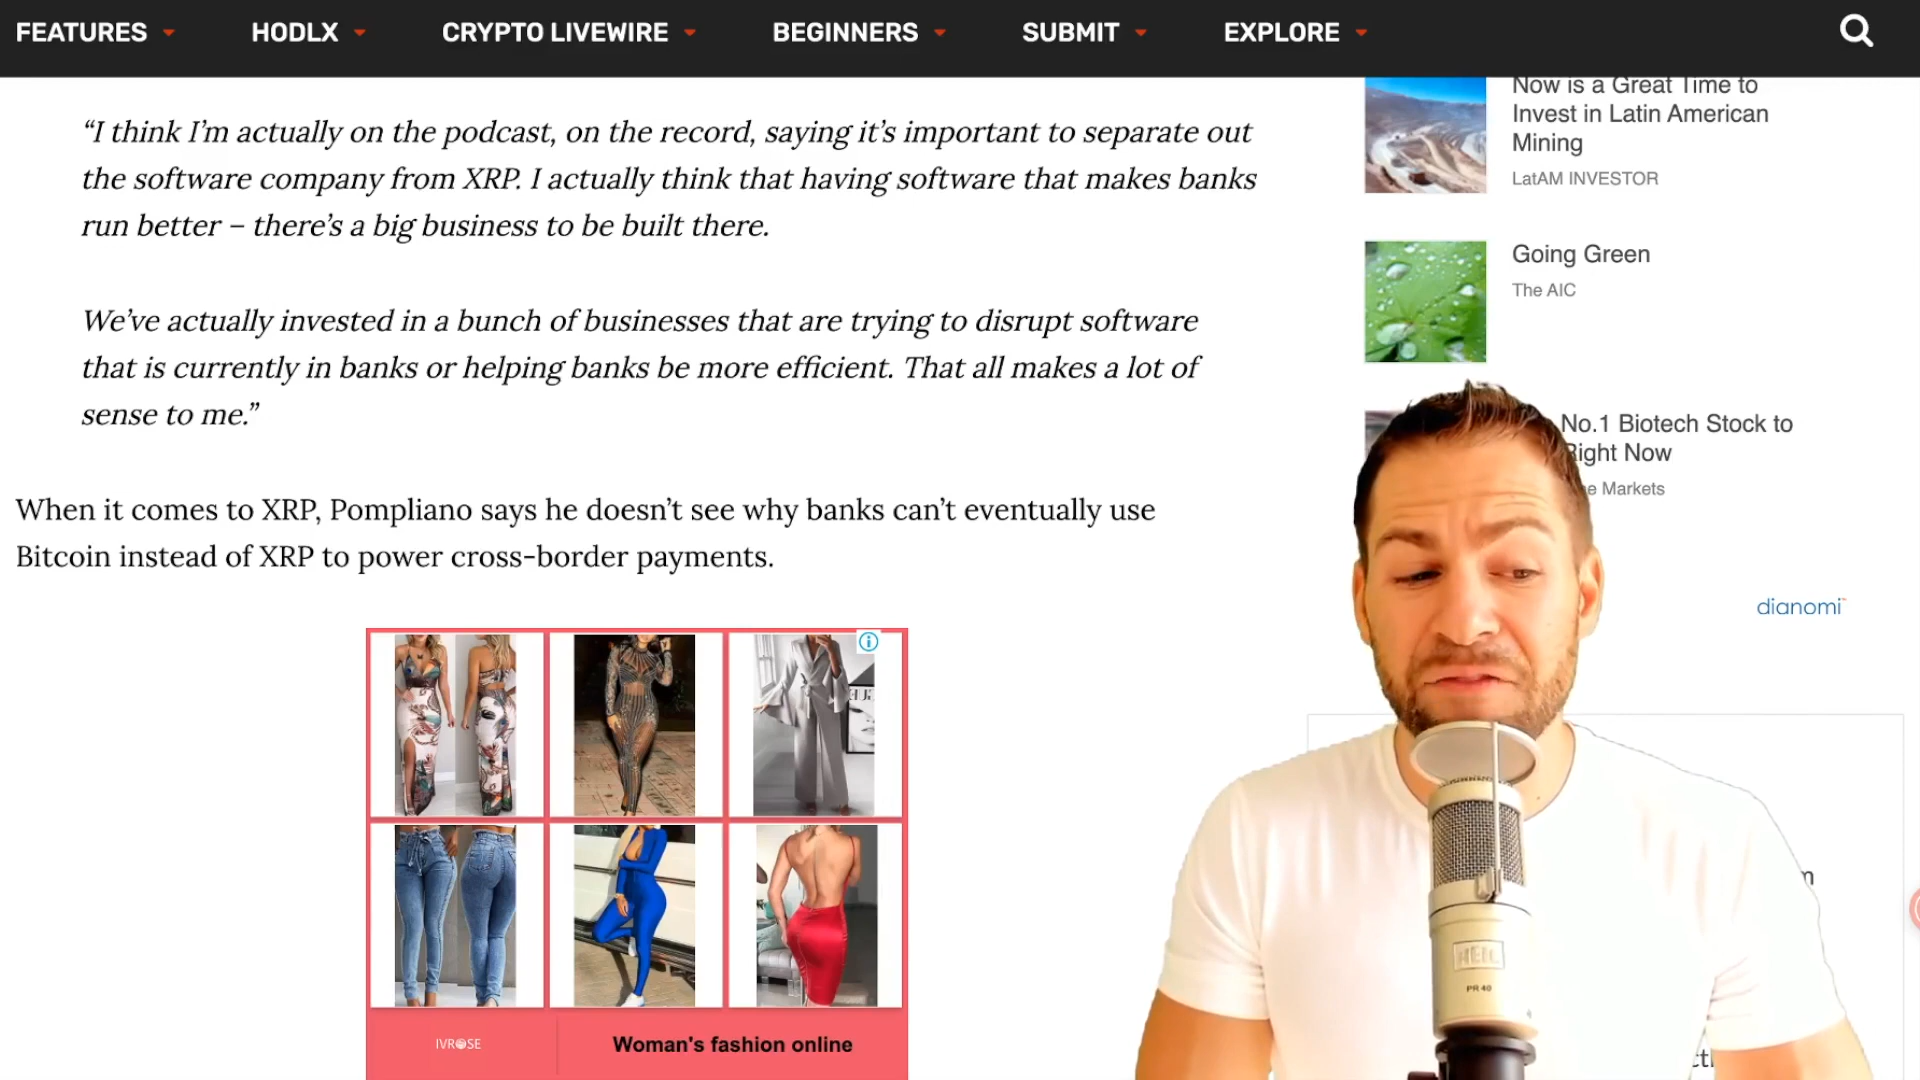 FEATURES HODLX CRYPTO LIVEWIRE BEGINNERS SUBMIT EXPLORE
“I think I’m actually on the podcast, on the record, saying it’s important to separate out
the software company from XRP. I actually think that having software that makes banks
run better – there’s a big business to be built there.
We’ve actually invested in a bunch of businesses that are trying to disrupt software
that is currently in banks or helping banks be more efficient. That all makes a lot of
sense to me.”
When it comes to XRP, Pompliano says he doesn’t see why banks can’t eventually use
Bitcoin instead of XRP to power cross-border payments.
IVROSE
Woman's fashion online
Now is a Great Time to
Invest in Latin American
Mining
LatAM INVESTOR
Going Green
The AIC
No.1 Biotech Stock to
Right Now
Markets
dianomi
HEIL
PR 40